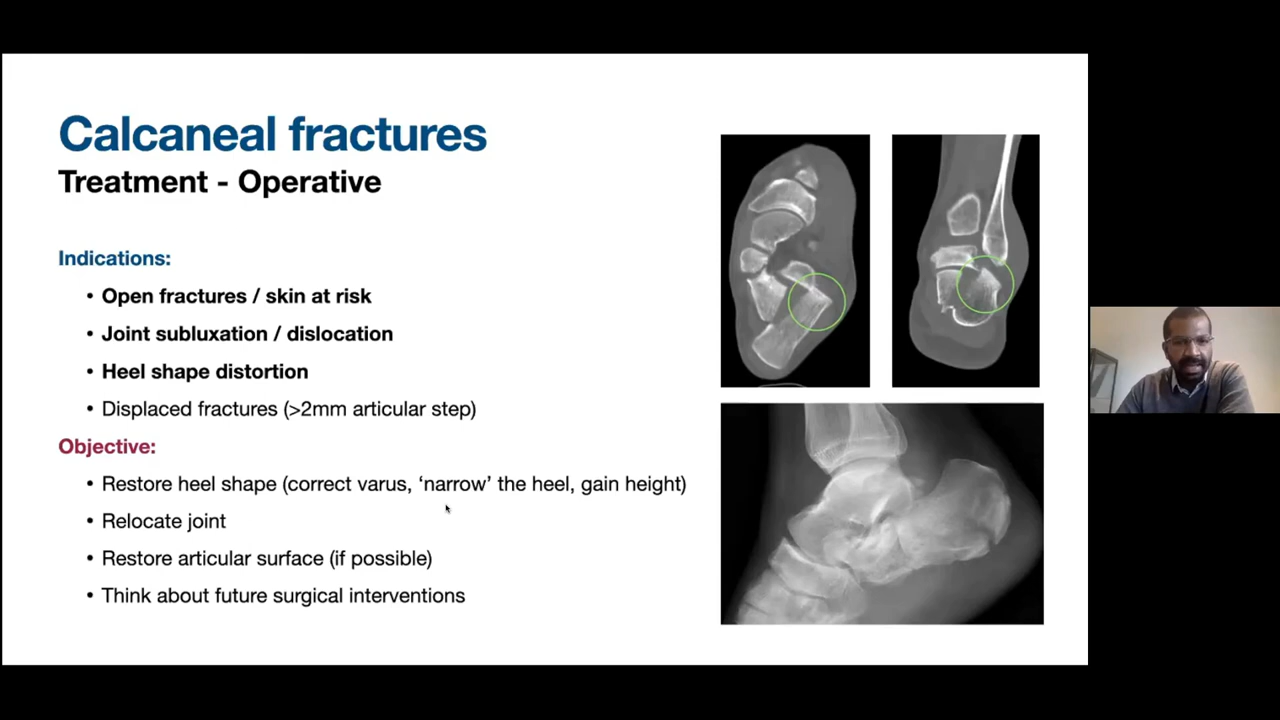 Calcaneal fractures
Treatment - Operative
Indications:
• Open fractures / skin at risk
• Joint subluxation / dislocation
• Heel shape distortion
• Displaced fractures (>2mm articular step)
Objective:
• Restore heel shape (correct varus, ‘narrow’ the heel, gain height)
• Relocate joint
• Restore articular surface (if possible)
• Think about future surgical interventions